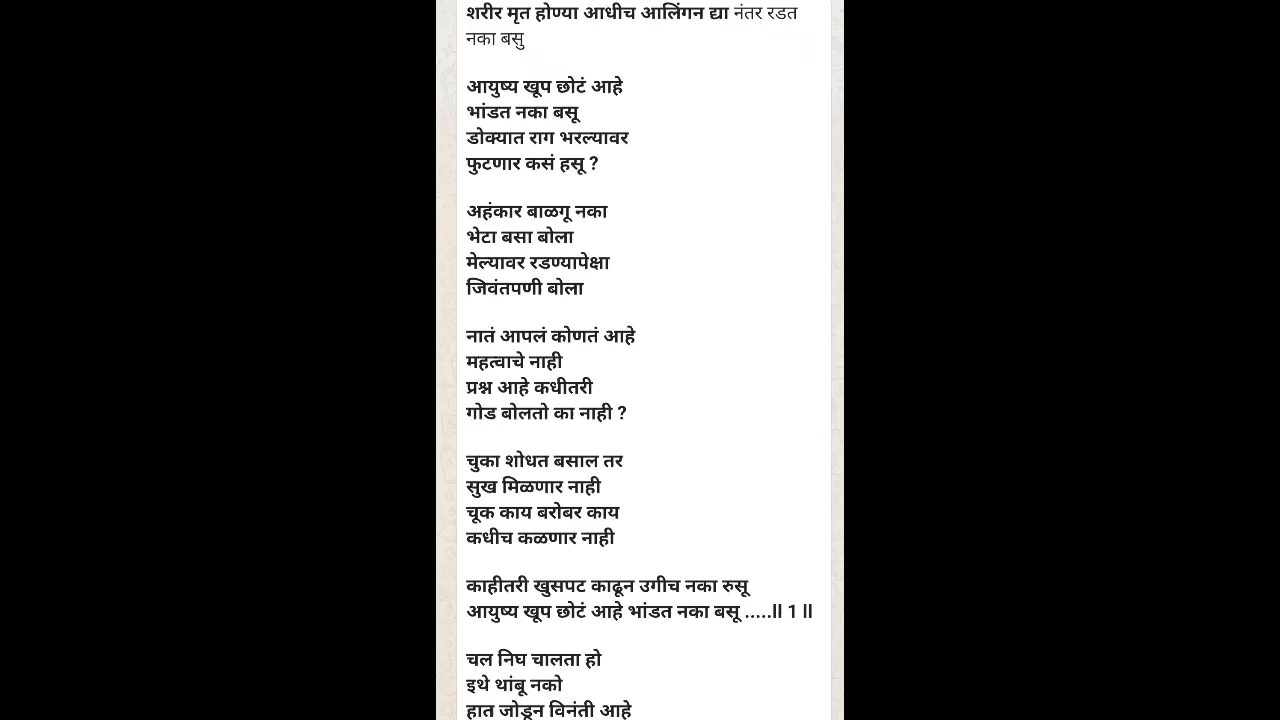 शरीर मृत होण्या आधीच आलिंगन द्या नंतर रडत
नका बसु
आयुष्य खूप छोटं आहे
भांडत नका बसू
डोक्यात राग भरल्यावर
फुटणार कसं हसू ?
अहंकार बाळगू नका
भेटा बसा बोला
मेल्यावर रडण्यापेक्षा
जिवंतपणी बोला
नातं आपलं कोणतं आहे
महत्वाचे नाही
प्रश्न आहे कधीतरी
गोड बोलतो का नाही ?
चुका शोधत बसाल तर
सुख मिळणार नाही
चूक काय बरोबर काय
कधीच कळणार नाही
काहीतरी खुसपट काढून उगीच नका रुसू
आयुष्य खूप छोटं आहे भांडत नका बसू .....ll 1 ll
चल निघ चालता हो
इथे थांबू नको
हात जोडून विनंती आहे